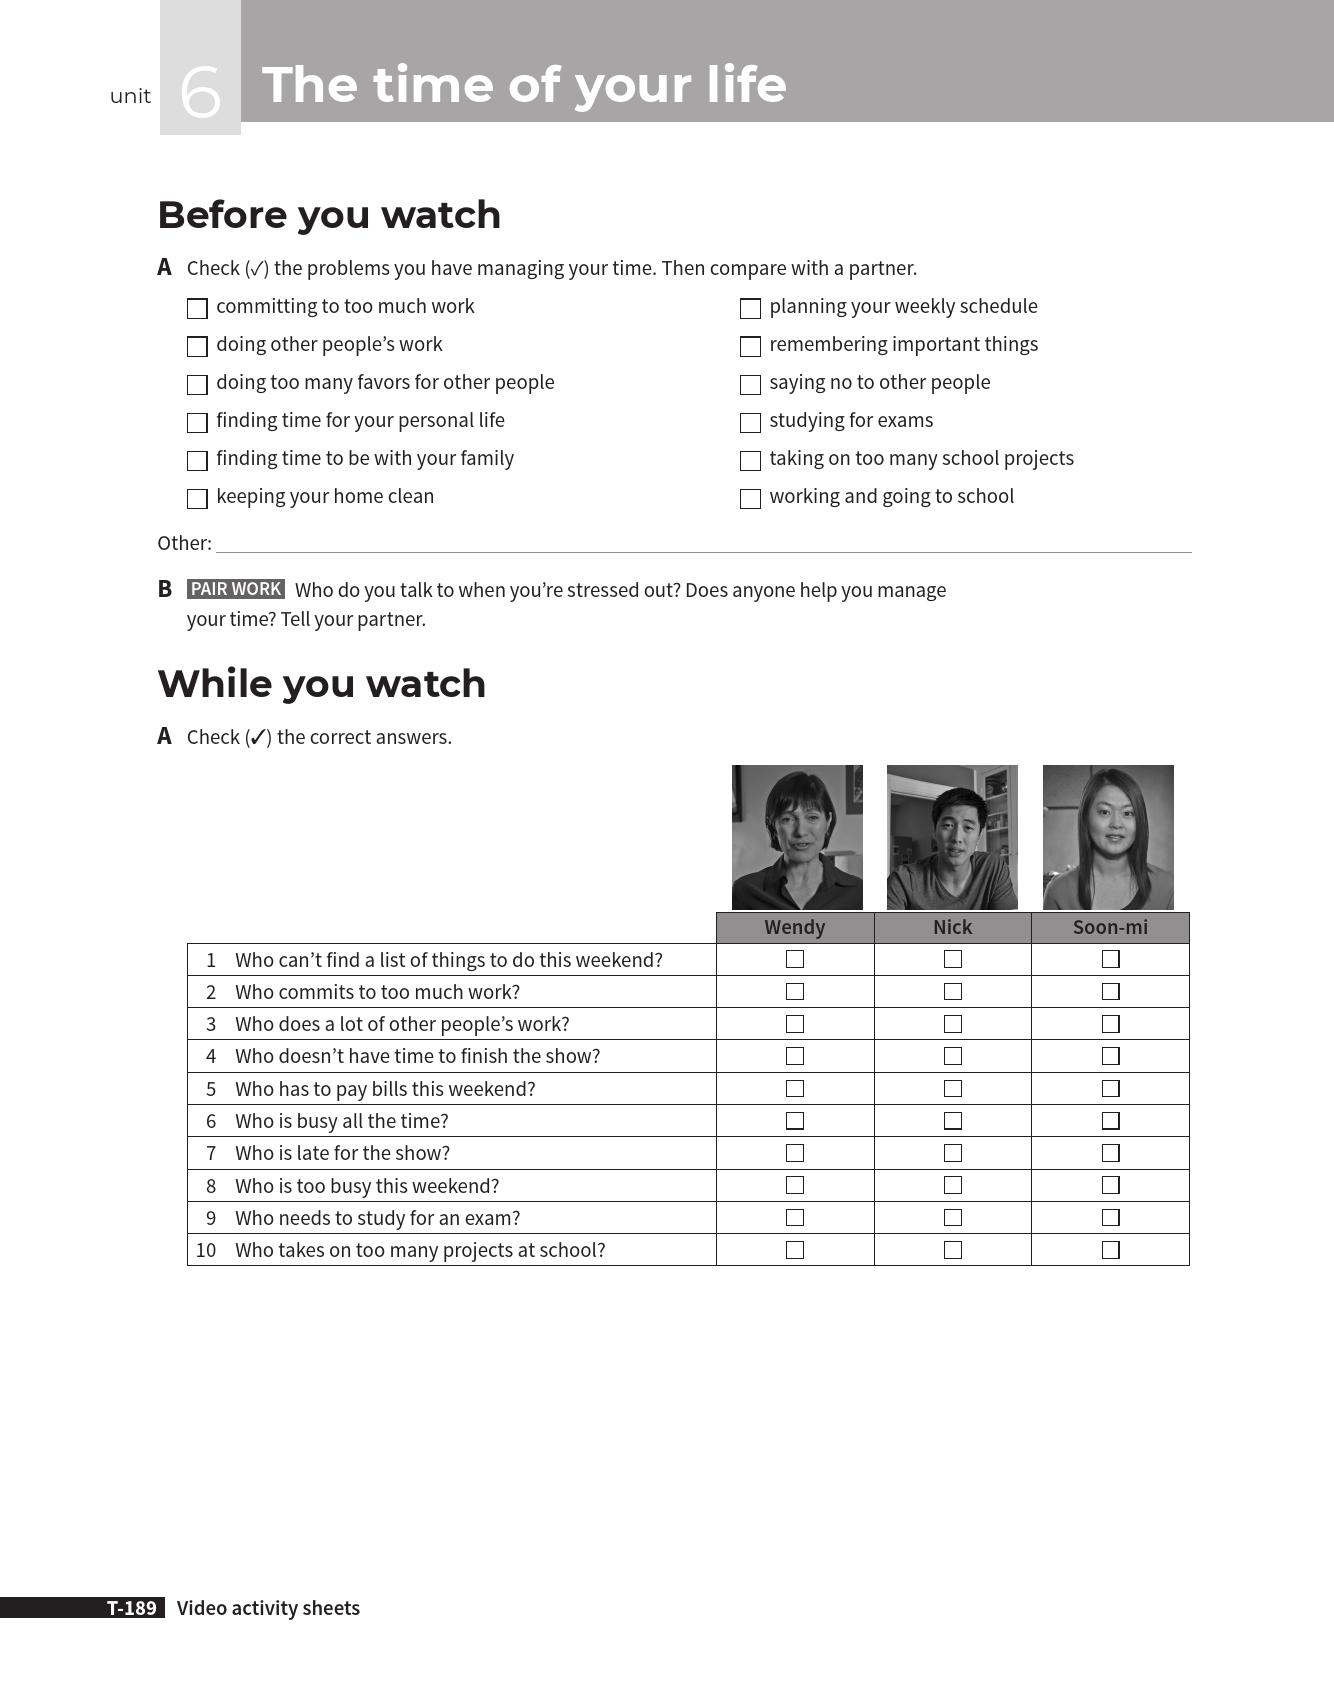 unit 6 The time of your life
Before you watch
A Check (✓) the problems you have managing your time. Then compare with a partner.
committing to too much work
doing other people’s work
doing too many favors for other people
finding time for your personal life
finding time to be with your family
keeping your home clean
planning your weekly schedule
remembering important things
saying no to other people
studying for exams
taking on too many school projects
working and going to school
Other:
B PAIR WORK Who do you talk to when you’re stressed out? Does anyone help you manage
your time? Tell your partner.
While you watch
A Check (✓) the correct answers.
Wendy Nick Soon-mi
1 Who can’t find a list of things to do this weekend?
2 Who commits to too much work?
3 Who does a lot of other people’s work?
4 Who doesn’t have time to finish the show?
5 Who has to pay bills this weekend?
6 Who is busy all the time?
7 Who is late for the show?
8 Who is too busy this weekend?
9 Who needs to study for an exam?
10 Who takes on too many projects at school?
T-189 Video activity sheets